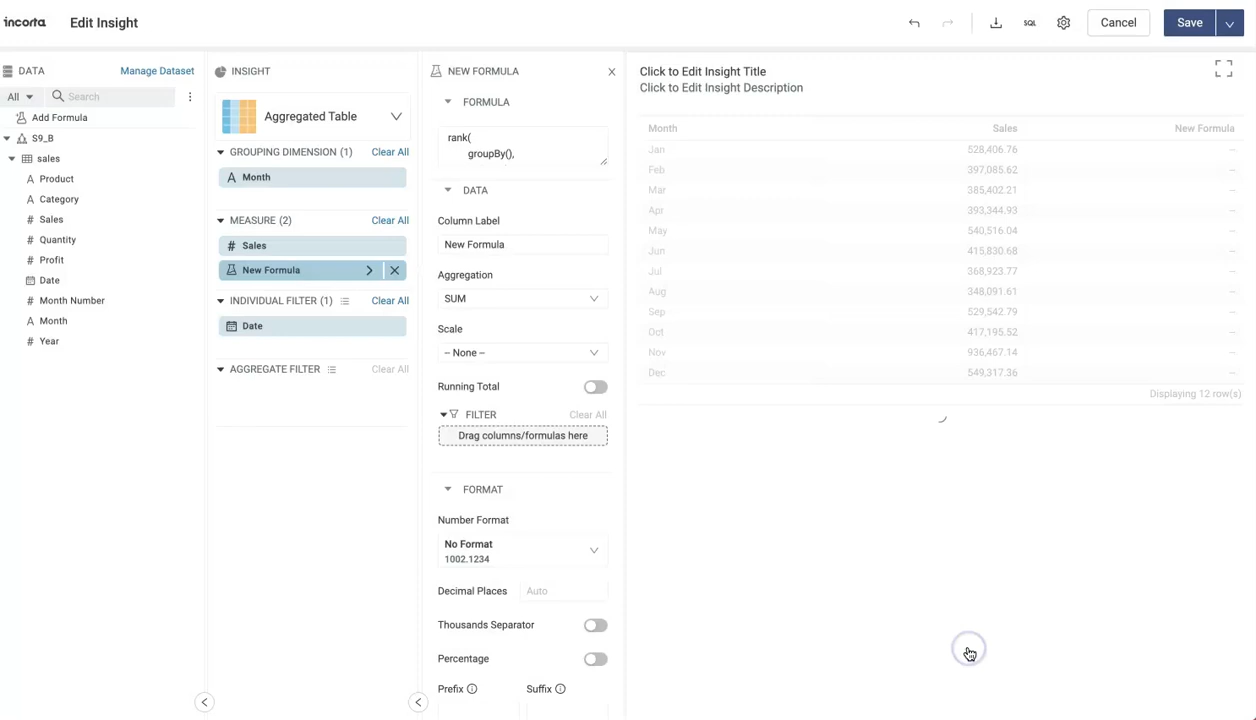 incorta
Edit Insight
SQL
Cancel
Save
DATA
Manage Dataset
All
Search
Add Formula
S9_B
sales
Product
Category
Sales
Quantity
Profit
Date
Month Number
Month
Year
INSIGHT
Aggregated Table
GROUPING DIMENSION (1)
Clear All
Month
MEASURE (2)
Clear All
Sales
New Formula
INDIVIDUAL FILTER (1)
Clear All
Date
AGGREGATE FILTER
Clear All
NEW FORMULA
FORMULA
rank(
groupBy(),
DATA
Column Label
New Formula
Aggregation
SUM
Scale
– None –
Running Total
FILTER
Clear All
Drag columns/formulas here
FORMAT
Number Format
No Format
1002.1234
Decimal Places
Auto
Thousands Separator
Percentage
Prefix
Suffix
Click to Edit Insight Title
Click to Edit Insight Description
Month Sales New Formula
Jan 528,406.76 –
Feb 397,085.62 –
Mar 385,402.21 –
Apr 393,344.93 –
May 540,516.04 –
Jun 415,830.68 –
Jul 368,923.77 –
Aug 348,091.61 –
Sep 529,542.79 –
Oct 417,195.52 –
Nov 936,467.14 –
Dec 549,317.36 –
Displaying 12 row(s)